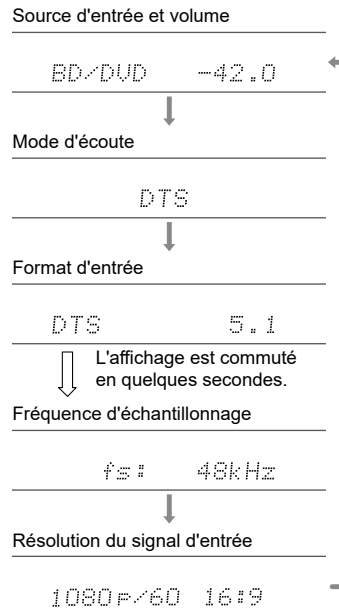 Source d'entrée et volume
BD/DVD -42.0
Mode d'écoute
DTS
Format d'entrée
DTS 5.1
L'affichage est commuté
en quelques secondes.
Fréquence d'échantillonnage
fs: 48kHz
Résolution du signal d'entrée
1080p/60 16:9